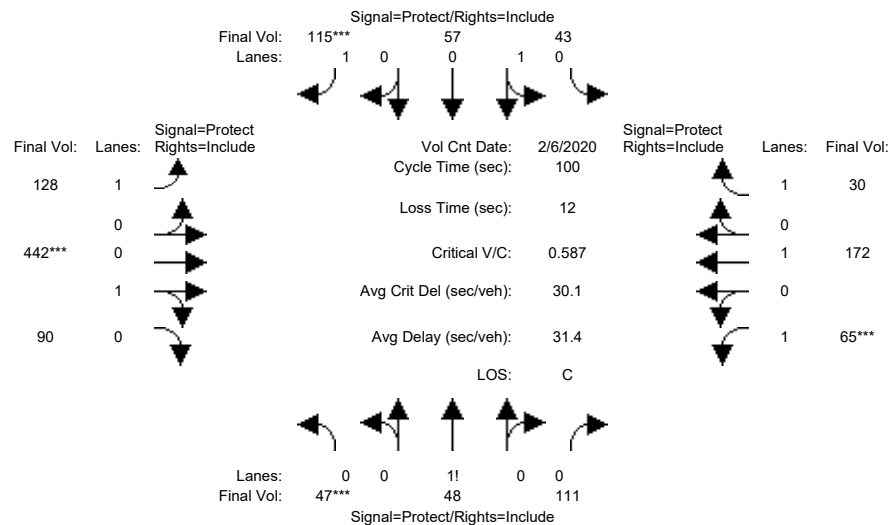 Signal=Protect/Rights=Include
Final Vol: 115*** 57 43
Lanes: 1 0 0 1 0
Signal=Protect
Final Vol: Lanes: Rights=Include
Vol Cnt Date: 2/6/2020
Signal=Protect
Rights=Include Lanes: Final Vol:
Cycle Time (sec): 100
128 1
1 30
Loss Time (sec): 12
0
0
442*** 0
Critical V/C: 0.587
1 172
1
Avg Crit Del (sec/veh): 30.1
0
90 0
Avg Delay (sec/veh): 31.4
1 65***
LOS: C
Lanes: 0 0 1! 0 0
Final Vol: 47*** 48 111
Signal=Protect/Rights=Include